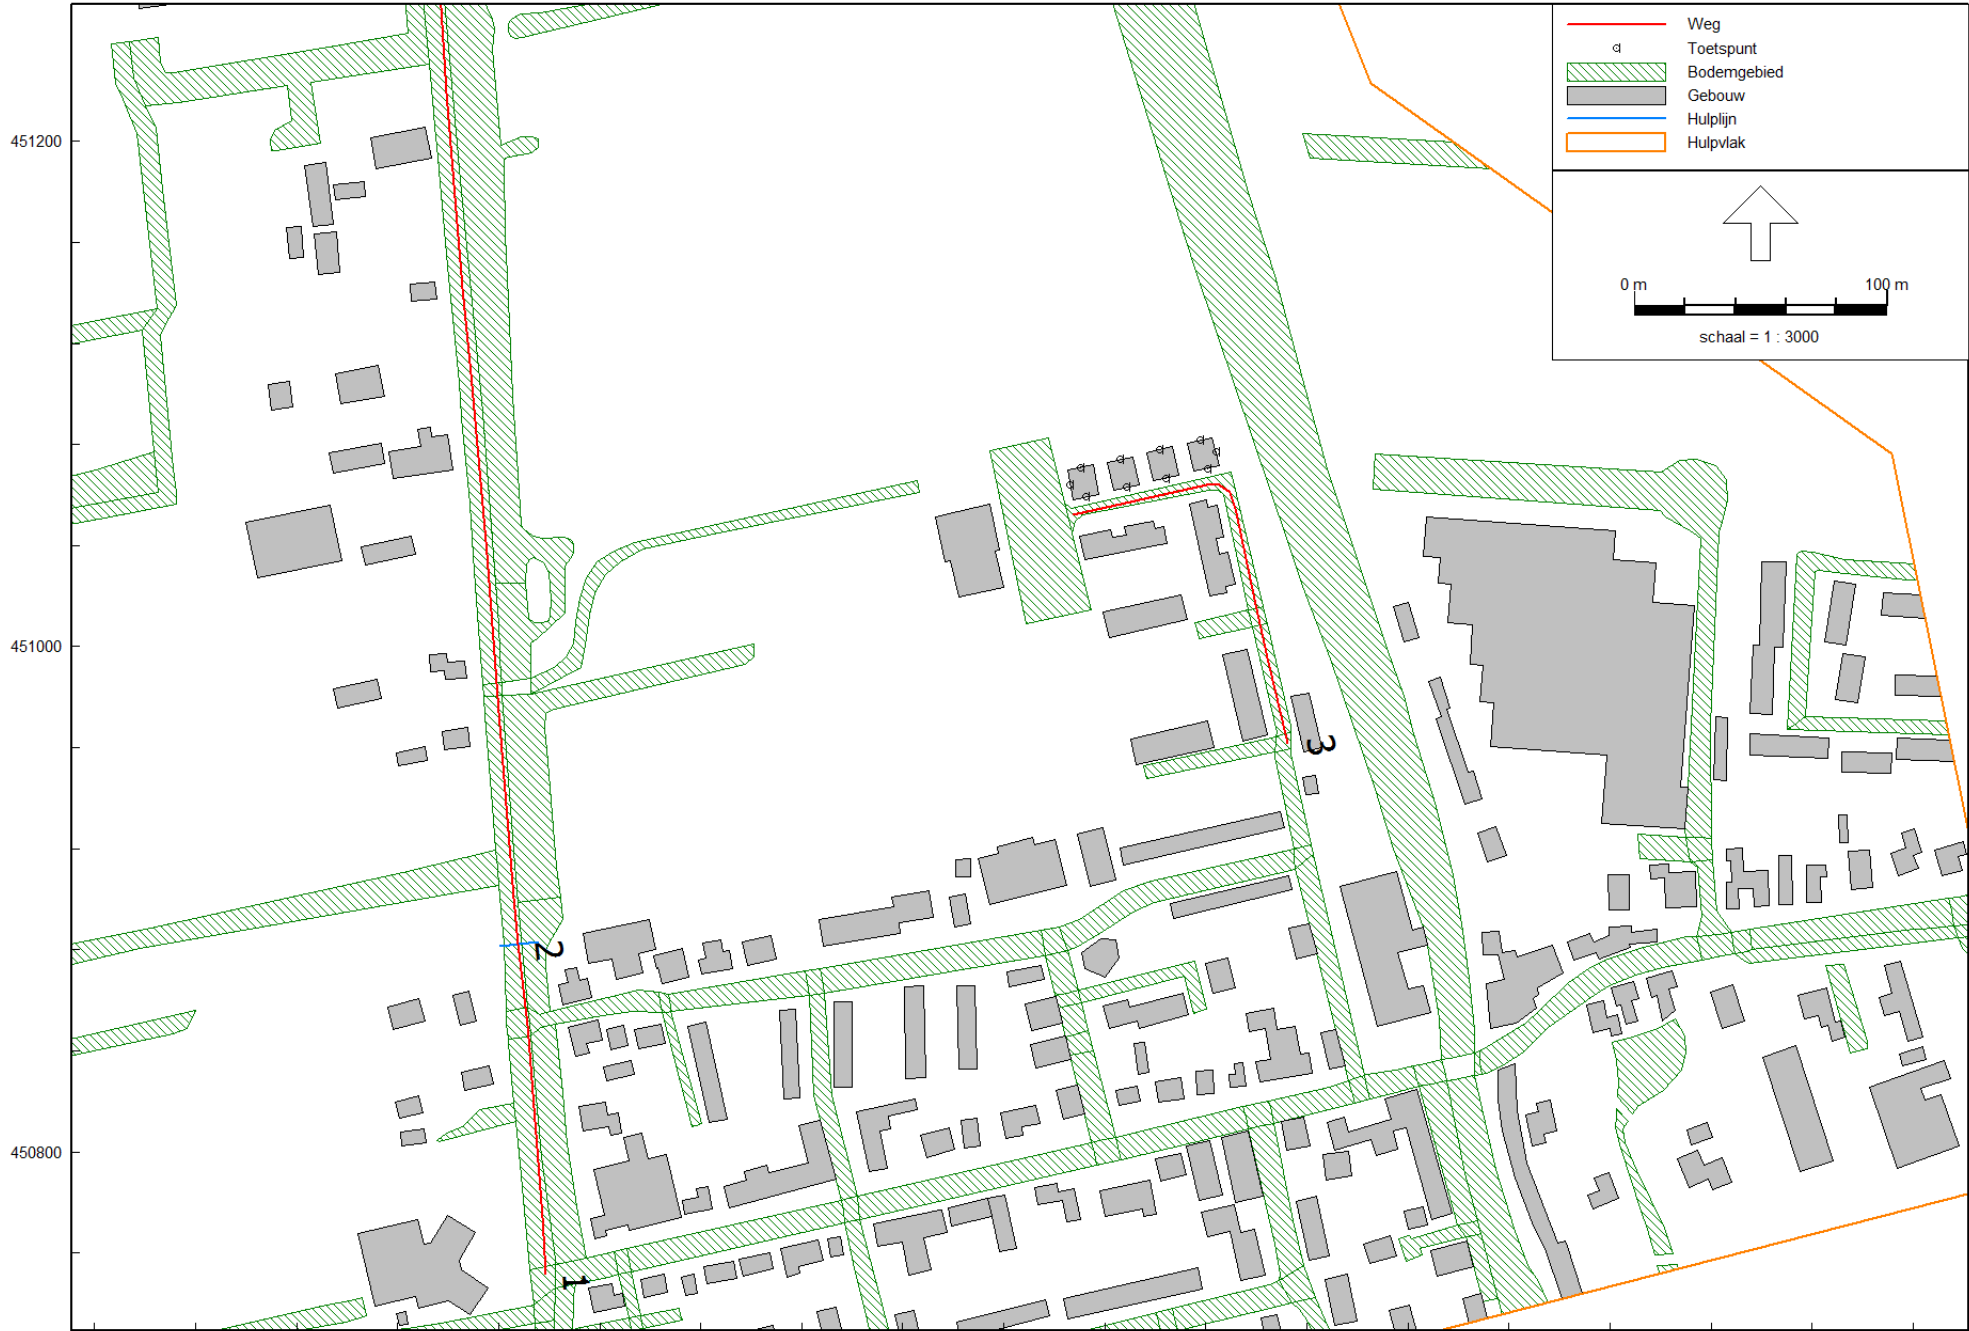 Weg
Toetspunt
Bodemgebied
Gebouw
Hulplijn
Hulpvlak
451200
0 m 100 m
schaal = 1 : 3000
451000
3
2
450800
1